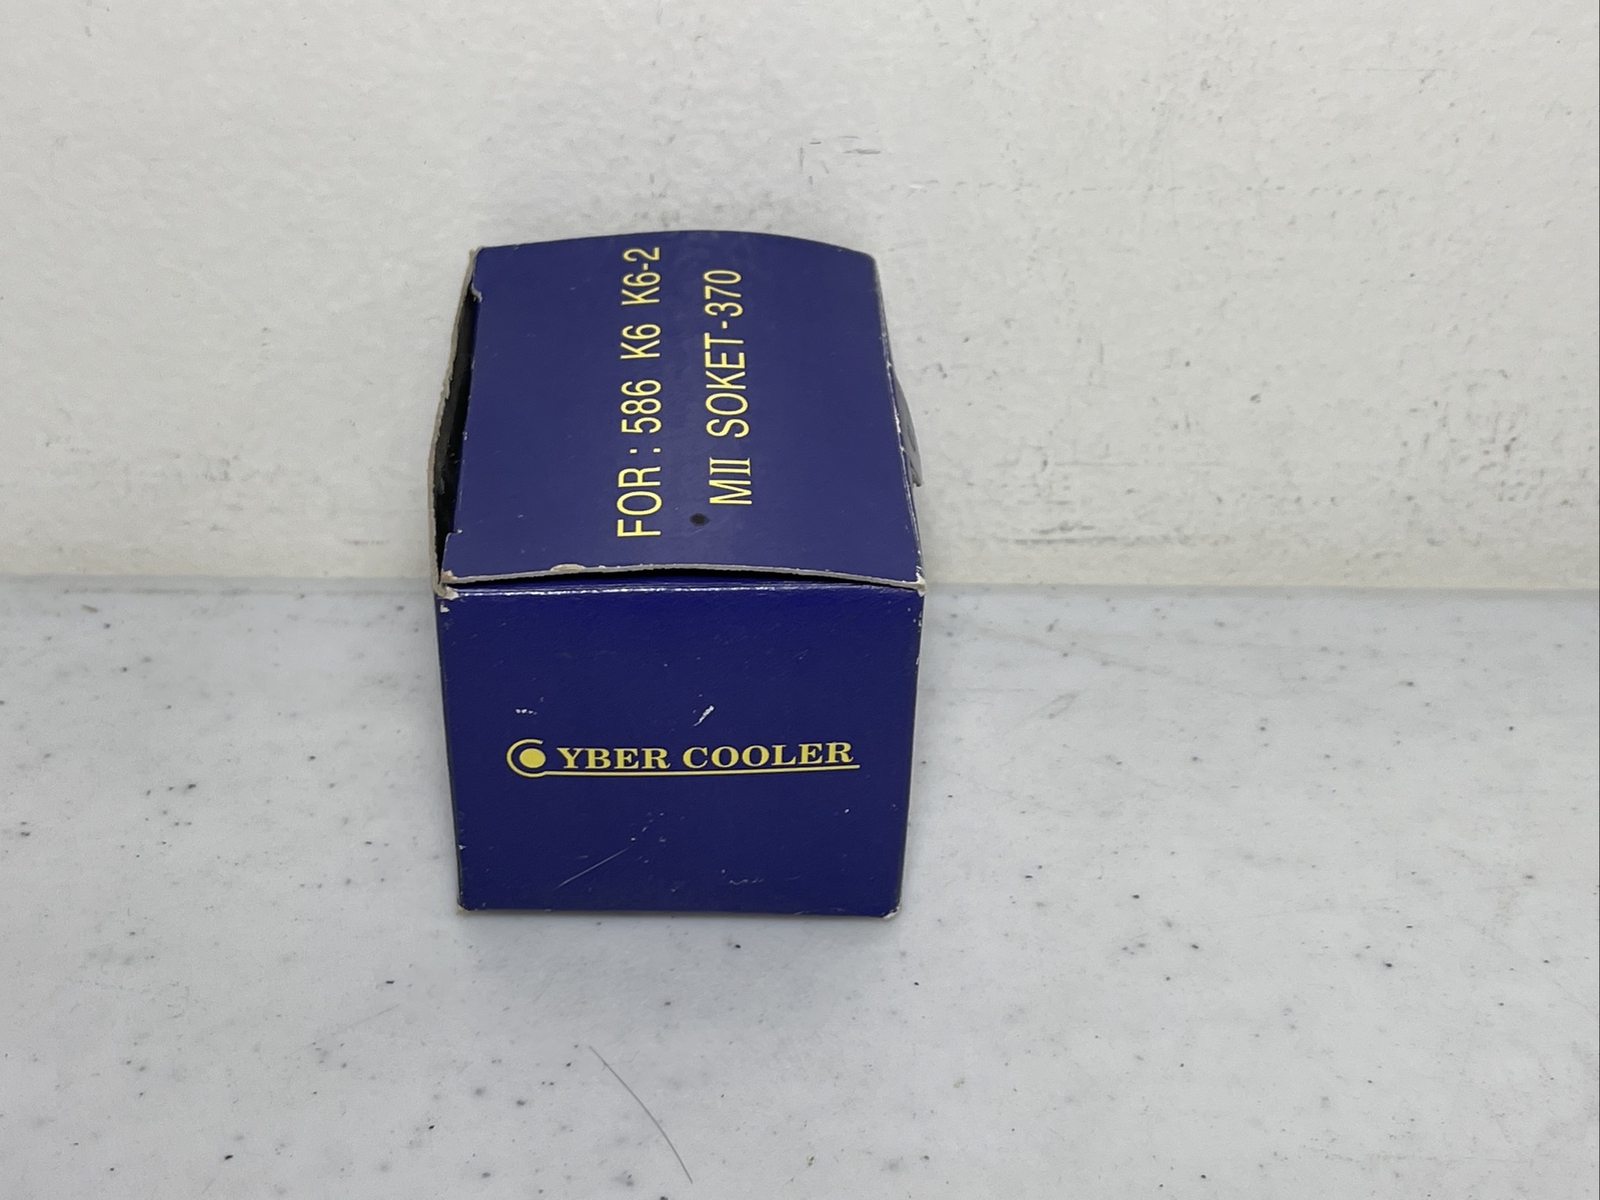 FOR: 586 K6 K6-2
MII SOKET-370
CYBER COOLER